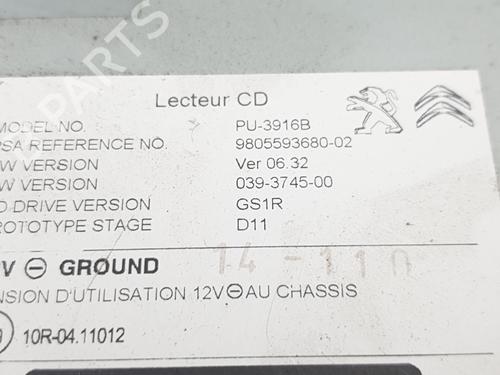 PARTS
Lecteur CD
MODEL NO. PU-3916B
PSA REFERENCE NO. 9805593680-02
W VERSION Ver 06.32
W VERSION 039-3745-00
D DRIVE VERSION GS1R
PROTOTYPE STAGE D11
V ⊖ GROUND 14-110
NSION D'UTILISATION 12V⊖AU CHASSIS
10R-04.11012